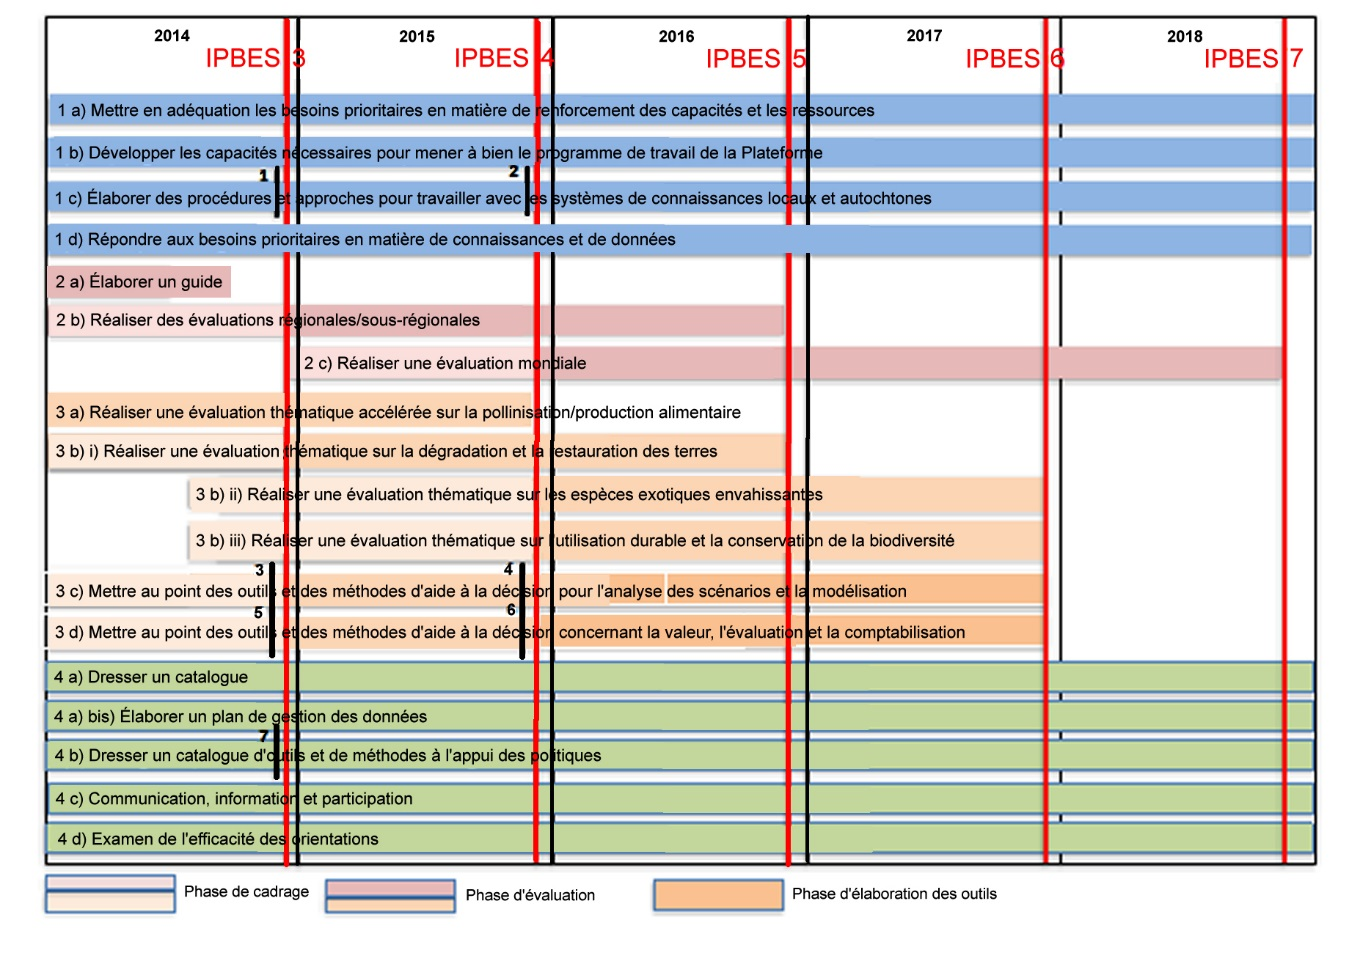 2014 2015 2016 2017 2018
IPBES 3 IPBES 4 IPBES 5 IPBES 6 IPBES 7
1 a) Mettre en adéquation les besoins prioritaires en matière de renforcement des capacités et les ressources
1 b) Développer les capacités nécessaires pour mener à bien le programme de travail de la Plateforme
1 2
1 c) Élaborer des procédures et approches pour travailler avec les systèmes de connaissances locaux et autochtones
1 d) Répondre aux besoins prioritaires en matière de connaissances et de données
2 a) Élaborer un guide
2 b) Réaliser des évaluations régionales/sous-régionales
2 c) Réaliser une évaluation mondiale
3 a) Réaliser une évaluation thématique accélérée sur la pollinisation/production alimentaire
3 b) i) Réaliser une évaluation thématique sur la dégradation et la restauration des terres
3 b) ii) Réaliser une évaluation thématique sur les espèces exotiques envahissantes
3 b) iii) Réaliser une évaluation thématique sur l'utilisation durable et la conservation de la biodiversité
3 4
3 c) Mettre au point des outils et des méthodes d'aide à la décision pour l'analyse des scénarios et la modélisation
5 6
3 d) Mettre au point des outils et des méthodes d'aide à la décision concernant la valeur, l'évaluation et la comptabilisation
4 a) Dresser un catalogue
4 a) bis) Élaborer un plan de gestion des données
7
4 b) Dresser un catalogue d'outils et de méthodes à l'appui des politiques
4 c) Communication, information et participation
4 d) Examen de l'efficacité des orientations
Phase de cadrage Phase d'évaluation Phase d'élaboration des outils